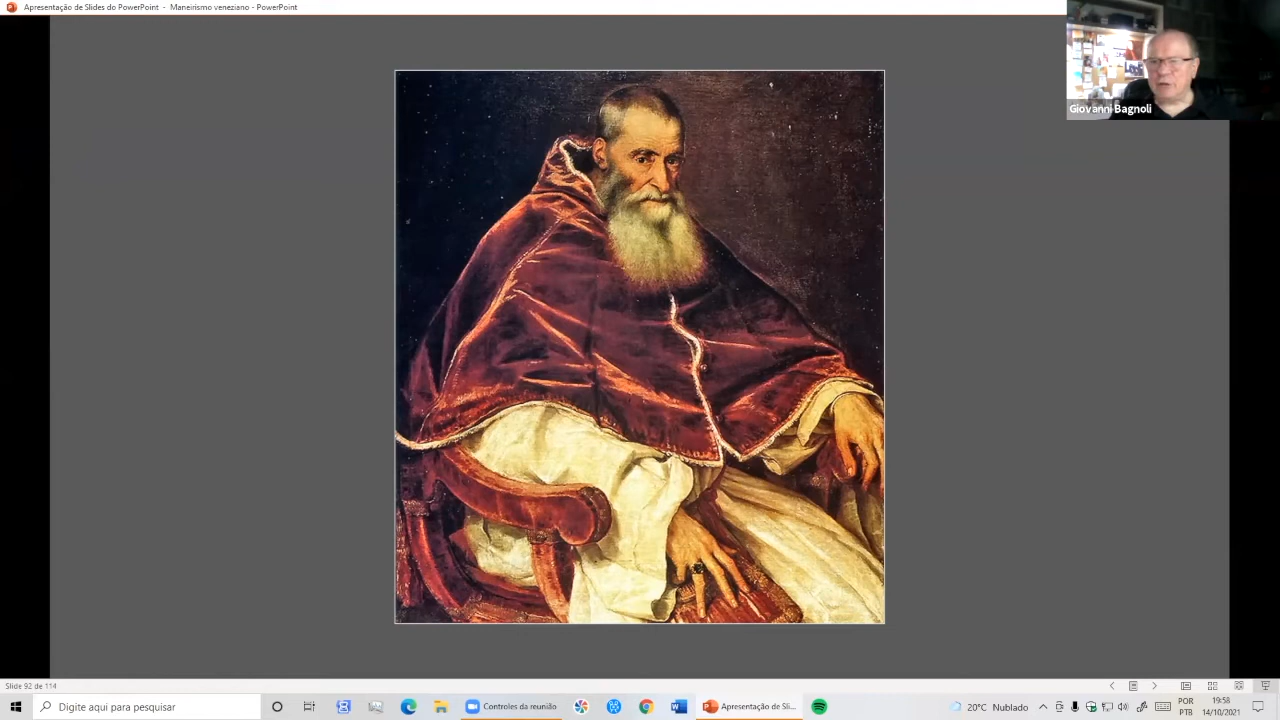 Apresentação de Slides do PowerPoint - Maneirismo veneziano - PowerPoint
Giovanni Bagnoli
Slide 92 de 114
Digite aqui para pesquisar
Controles da reunião
Apresentação de Sli...
20°C Nublado
POR
PTB
19:58
14/10/2021